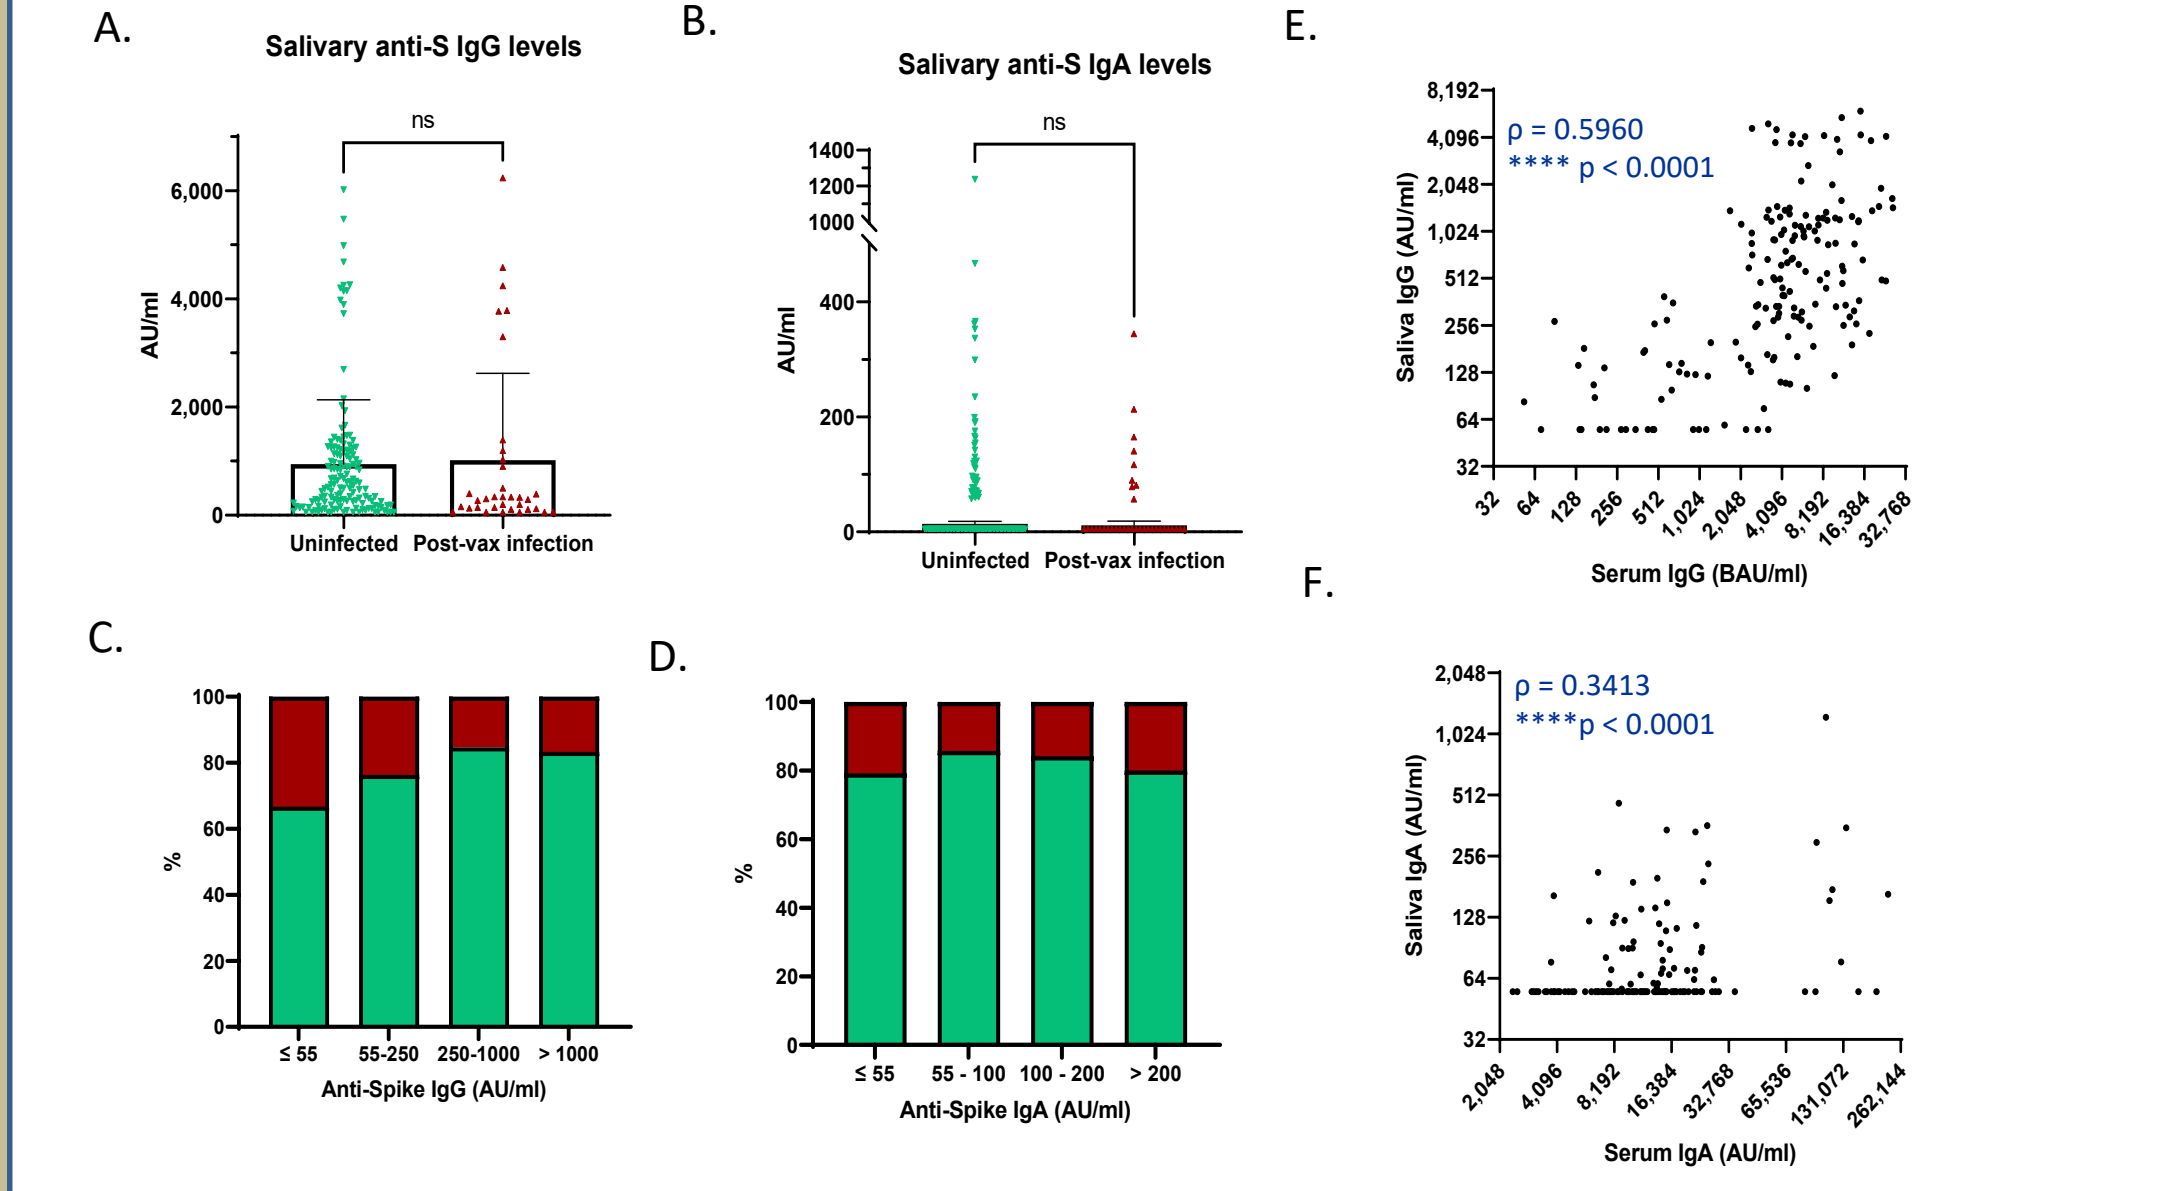 A.
Salivary anti-S IgG levels
ns
AU/ml
6,000
4,000
2,000
0
Uninfected
Post-vax infection
B.
Salivary anti-S IgA levels
ns
AU/ml
1400
1200
1000
400
200
0
Uninfected
Post-vax infection
C.
%
100
80
60
40
20
0
≤ 55
55-250
250-1000
> 1000
Anti-Spike IgG (AU/ml)
D.
%
100
80
60
40
20
0
≤ 55
55 - 100
100 - 200
> 200
Anti-Spike IgA (AU/ml)
E.
ρ = 0.5960
**** p < 0.0001
Saliva IgG (AU/ml)
8,192
4,096
2,048
1,024
512
256
128
64
32
32
64
128
256
512
1,024
2,048
4,096
8,192
16,384
32,768
Serum IgG (BAU/ml)
F.
ρ = 0.3413
****p < 0.0001
Saliva IgA (AU/ml)
2,048
1,024
512
256
128
64
32
2,048
4,096
8,192
16,384
32,768
65,536
131,072
262,144
Serum IgA (AU/ml)